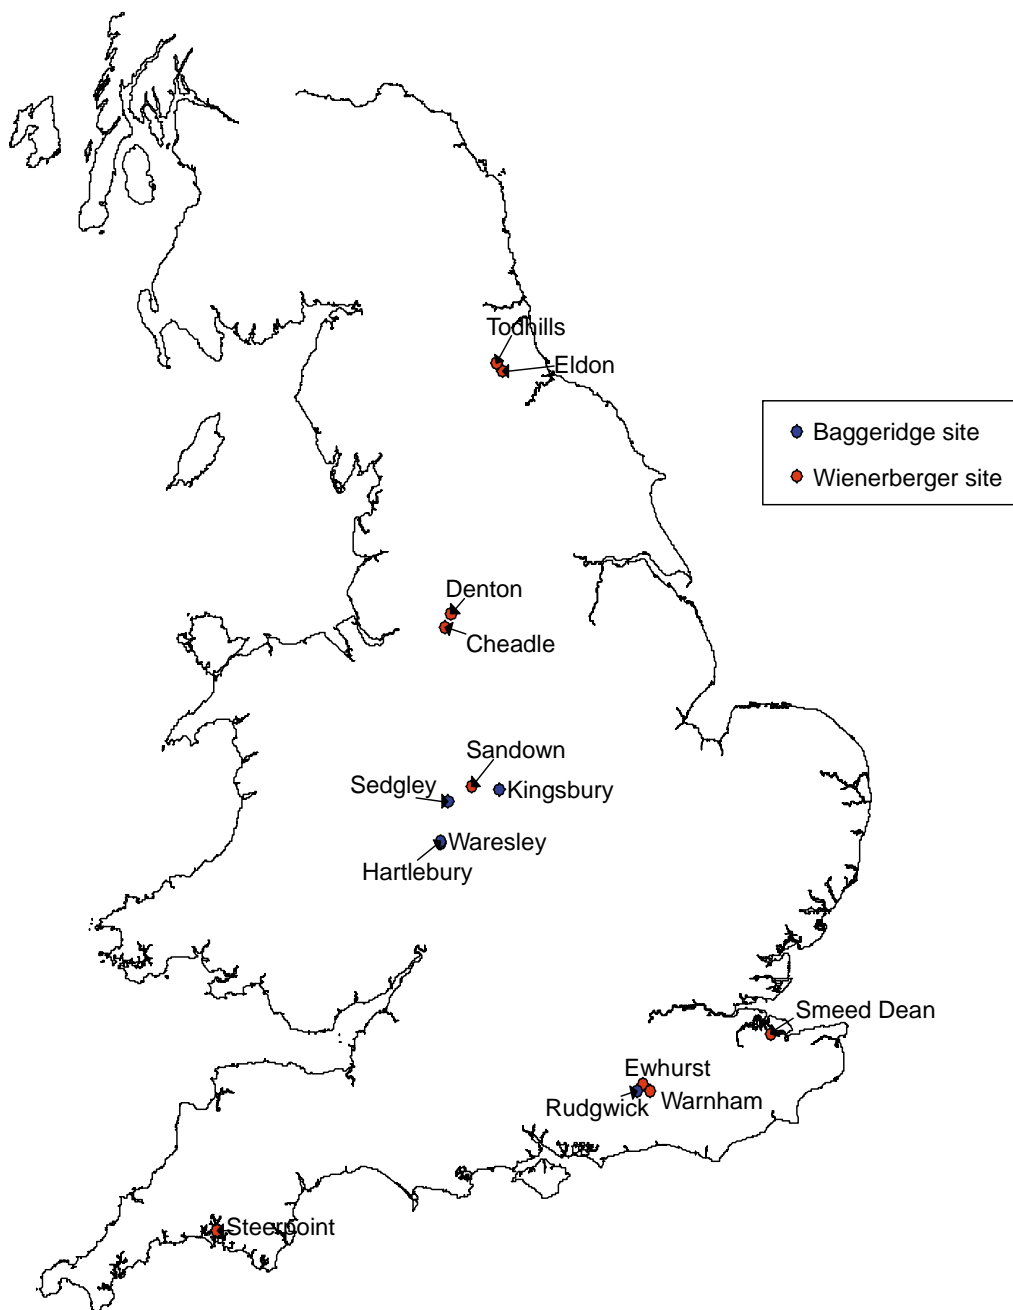 Todhills
Eldon
Baggeridge site
Wienerberger site
Denton
Cheadle
Sandown
Sedgley
Kingsbury
Waresley
Hartlebury
Smeed Dean
Ewhurst
Rudgwick
Warnham
Steerpoint